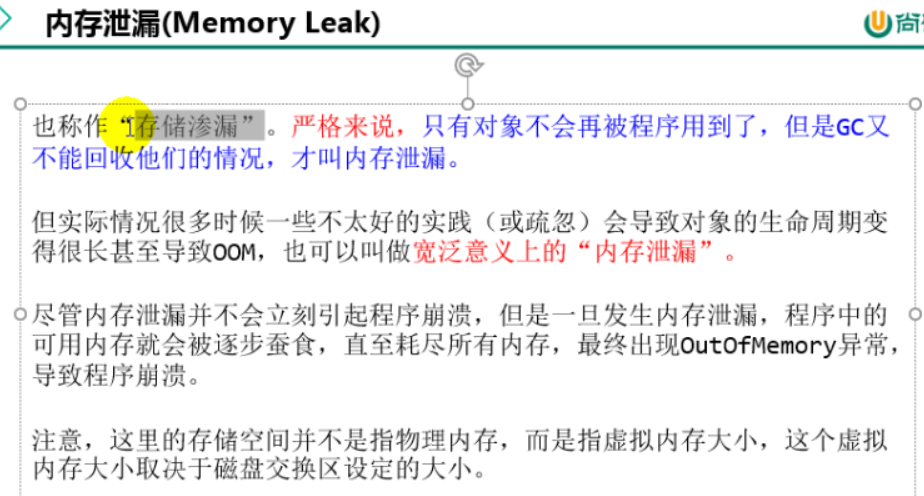 内存泄漏(Memory Leak)
尚
也称作“存储渗漏”。严格来说，只有对象不会再被程序用到了，但是GC又
不能回收他们的情况，才叫内存泄漏。
但实际情况很多时候一些不太好的实践（或疏忽）会导致对象的生命周期变
得很长甚至导致OOM，也可以叫做宽泛意义上的“内存泄漏”。
尽管内存泄漏并不会立刻引起程序崩溃，但是一旦发生内存泄漏，程序中的
可用内存就会被逐步蚕食，直至耗尽所有内存，最终出现OutOfMemory异常，
导致程序崩溃。
注意，这里的存储空间并不是指物理内存，而是指虚拟内存大小，这个虚拟
内存大小取决于磁盘交换区设定的大小。